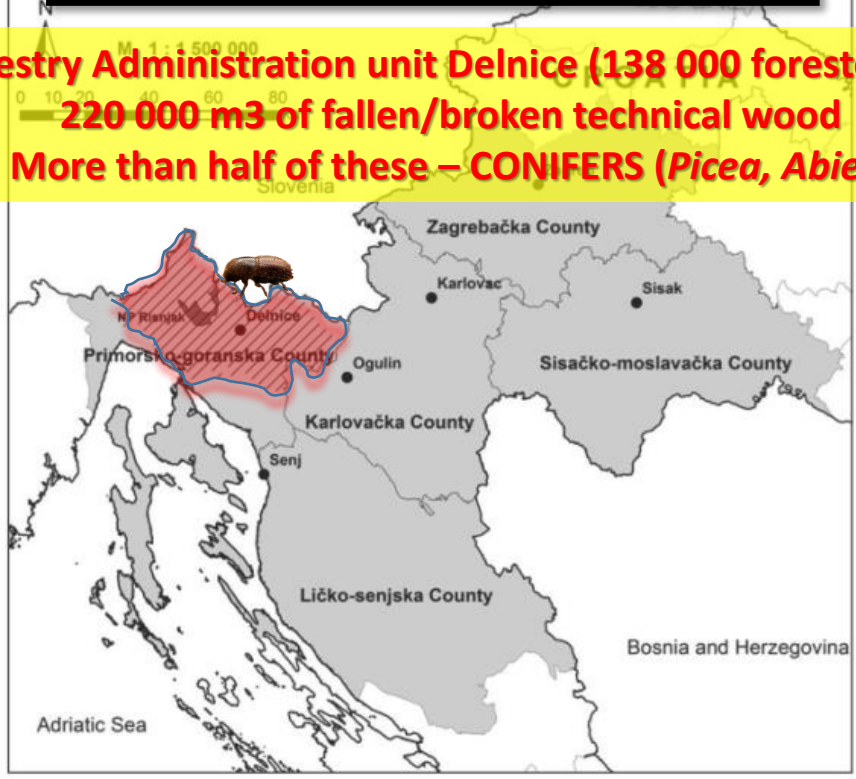 N
M 1 : 1 500 000
estry Administration unit Delnice (138 000 forest
0 10 20 40 60 80
CROATIA
220 000 m3 of fallen/broken technical wood
More than half of these – CONIFERS (Picea, Abie
Slovenia
Zagrebačka County
Karlovac
Sisak
NP Risnjak
Delnice
Primorsko-goranska County
Ogulin
Sisačko-moslavačka County
Karlovačka County
Senj
Ličko-senjska County
Bosnia and Herzegovina
Adriatic Sea